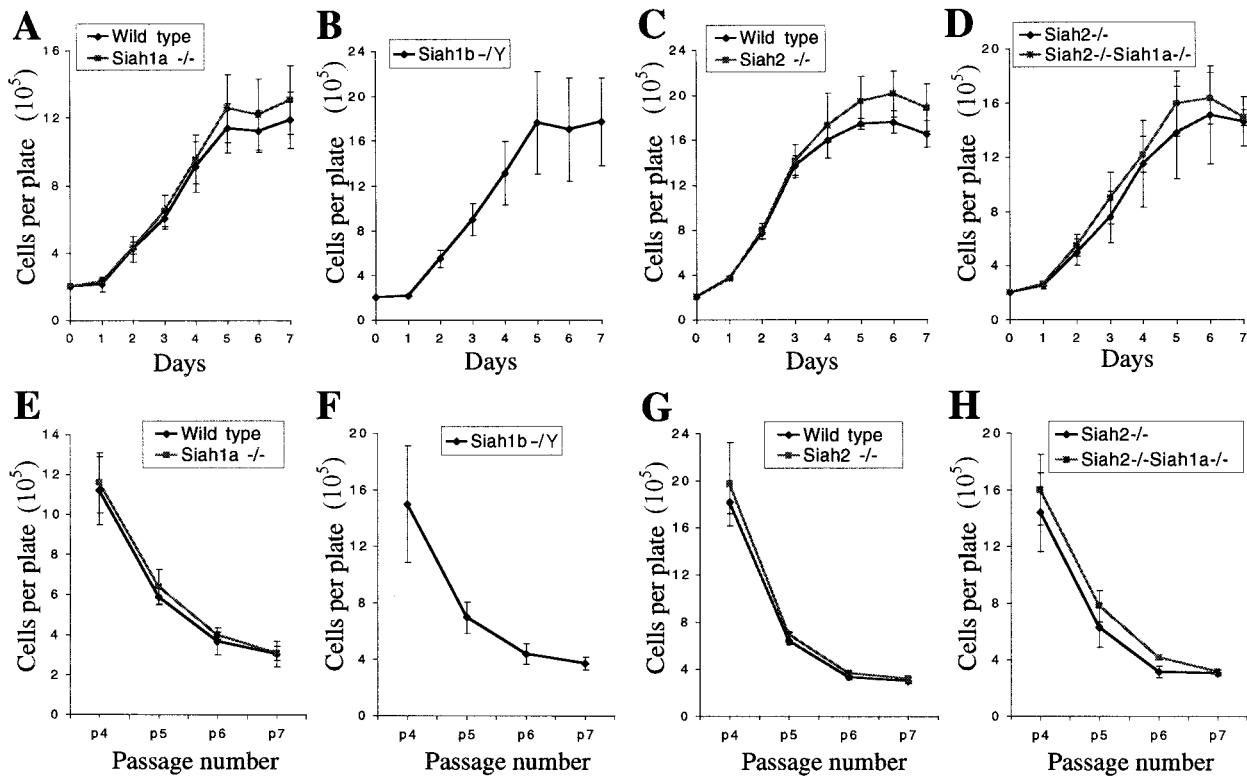 A
Wild type
Siah1a -/-
Cells per plate (10^5)
16
12
8
4
0
0 1 2 3 4 5 6 7
Days
B
Siah1b -/Y
Cells per plate (10^5)
24
20
16
12
8
4
0
0 1 2 3 4 5 6 7
Days
C
Wild type
Siah2 -/-
Cells per plate (10^5)
24
20
16
12
8
4
0
0 1 2 3 4 5 6 7
Days
D
Siah2-/-
Siah2-/-Siah1a-/-
Cells per plate (10^5)
20
16
12
8
4
0
0 1 2 3 4 5 6 7
Days
E
Wild type
Siah1a -/-
Cells per plate (10^5)
14
12
10
8
6
4
2
0
p4 p5 p6 p7
Passage number
F
Siah1b -/Y
Cells per plate (10^5)
20
16
12
8
4
0
p4 p5 p6 p7
Passage number
G
Wild type
Siah2 -/-
Cells per plate (10^5)
24
20
16
12
8
4
0
p4 p5 p6 p7
Passage number
H
Siah2-/-
Siah2-/-Siah1a-/-
Cells per plate (10^5)
20
16
12
8
4
0
p4 p5 p6 p7
Passage number